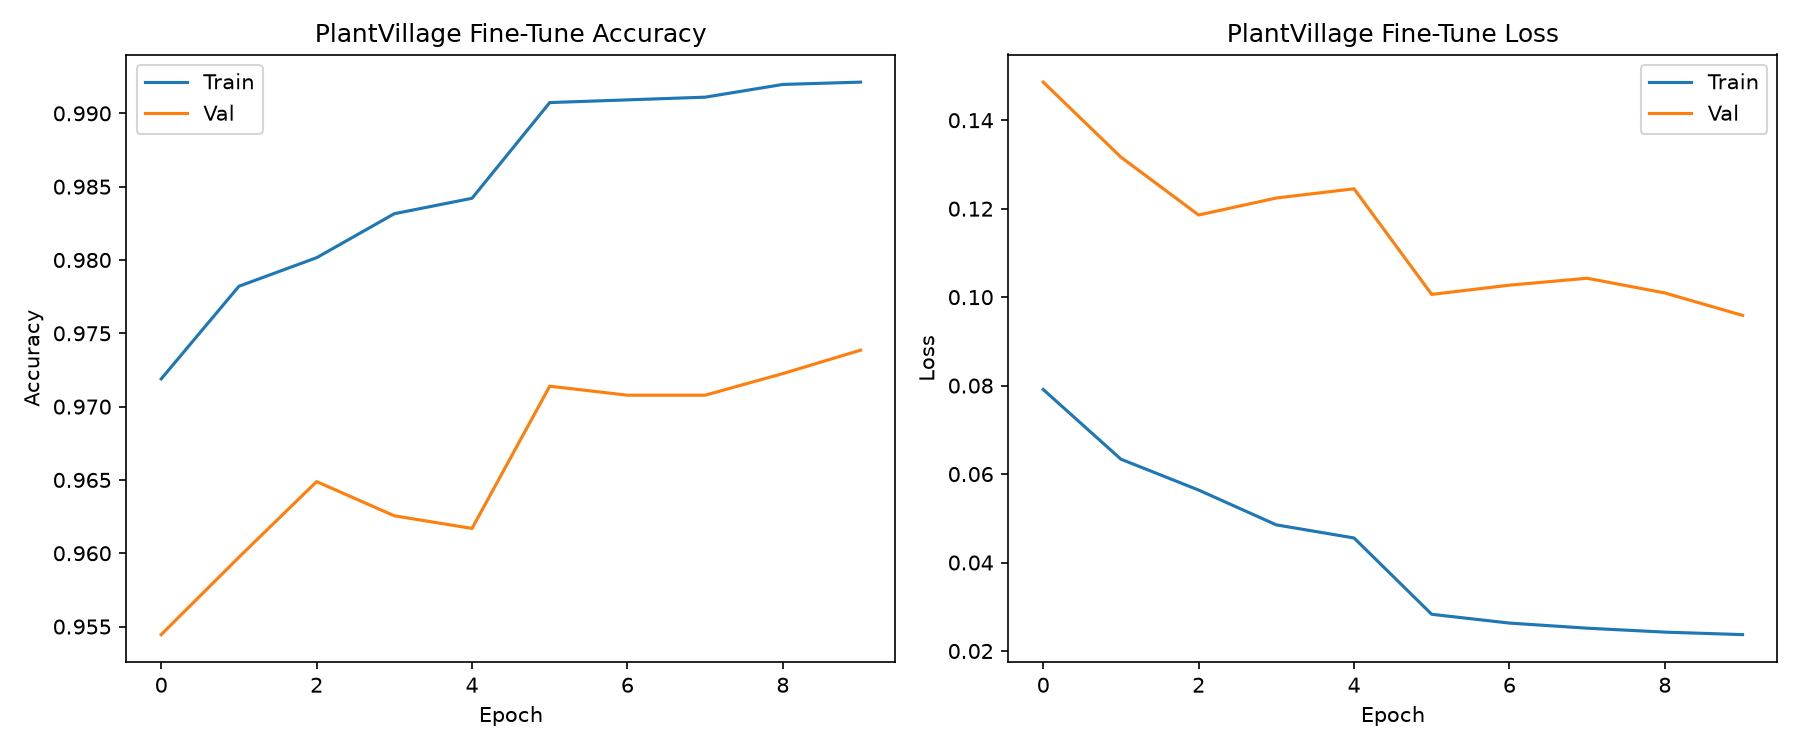 PlantVillage Fine-Tune Accuracy
Train
Val
0.990
0.985
0.980
0.975
0.970
0.965
0.960
0.955
Accuracy
0 2 4 6 8
Epoch
PlantVillage Fine-Tune Loss
Train
Val
0.14
0.12
0.10
0.08
0.06
0.04
0.02
Loss
0 2 4 6 8
Epoch